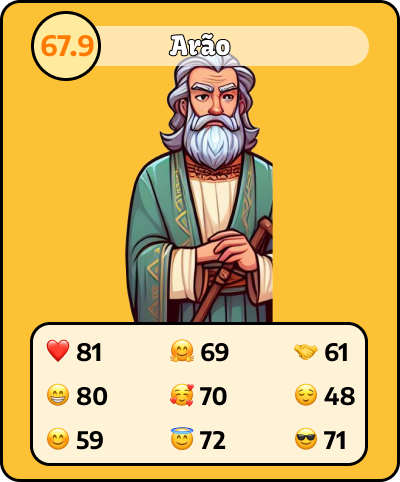 67.9 Arão
❤️ 81 🤗 69 🤝 61
😁 80 🥰 70 😌 48
😊 59 😇 72 😎 71